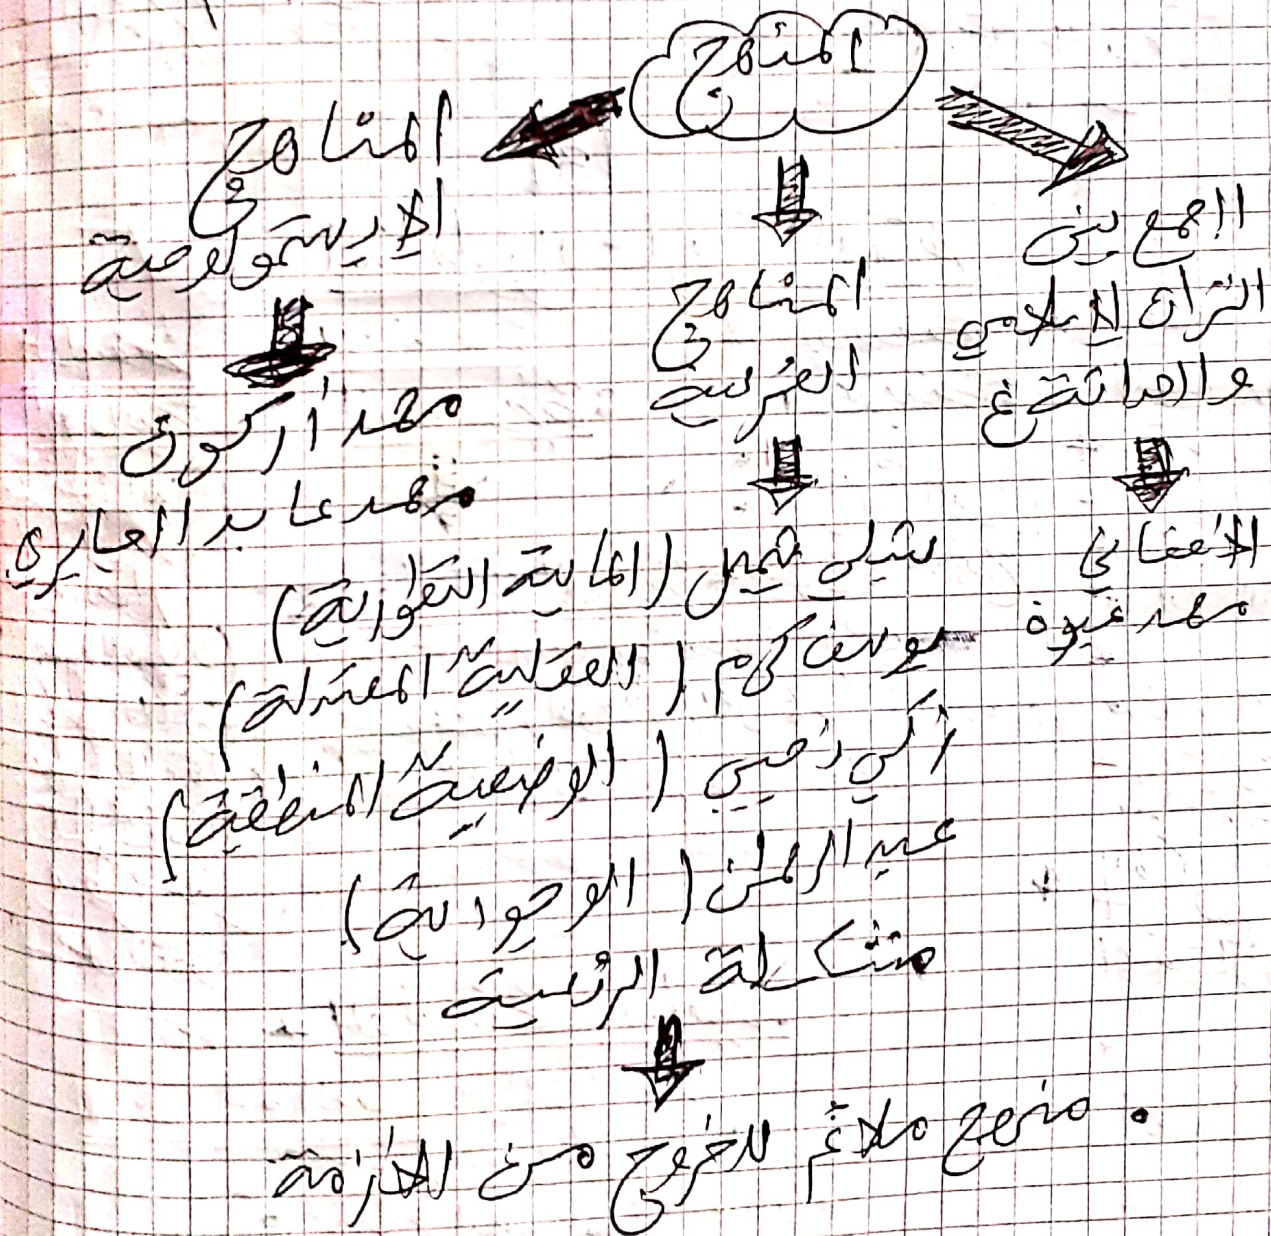 المناهج
الجمع بين
التراث الإسلامي
والحداثة غ
الأفغاني
محمد عبده
المناهج
الغربية
شبلي شميل (المادية التطورية)
يوسف كرم (العقلية المعتدلة)
زكي نجيب (الوضعية المنطقية)
عبد الرحمن (الوجودية)
المناهج
الإبستمولوجية
محمد أركون
محمد عابد الجابري
مشكلة الرئسية
. منهج ملائم للخروج من الأزمة